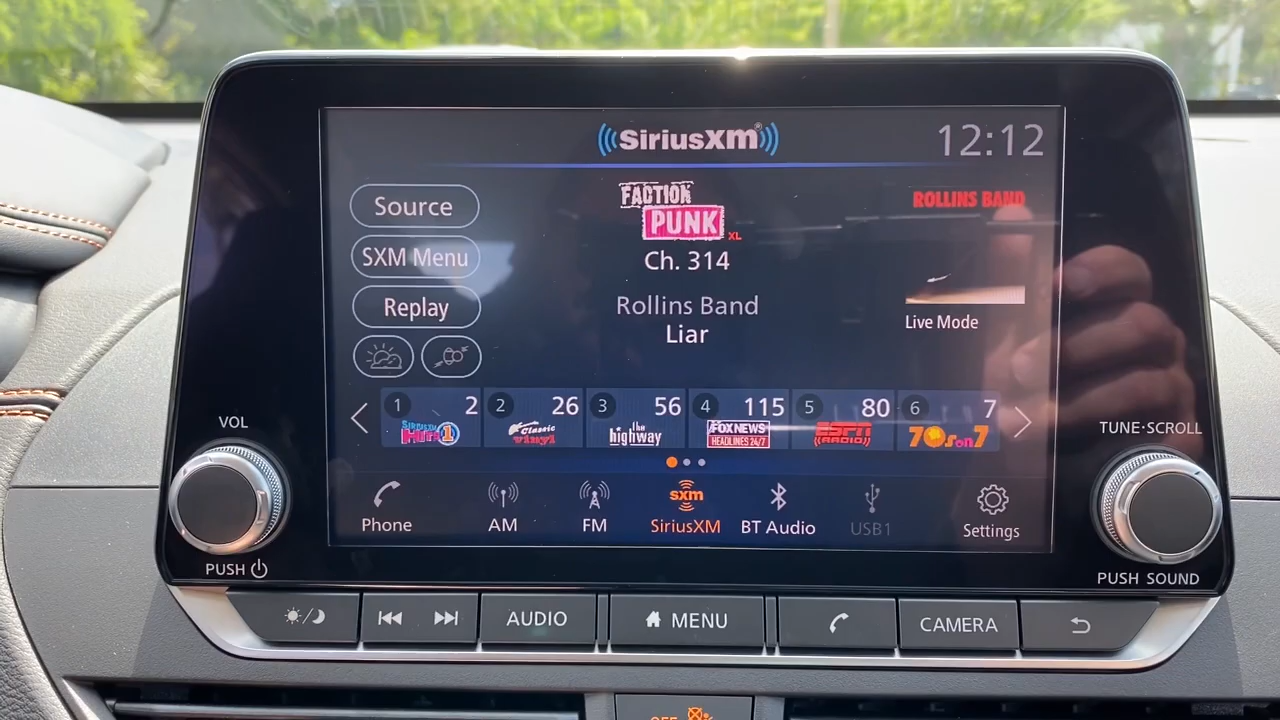 SiriusXM
12:12
Source
SXM Menu
Replay
FACTION
PUNK
XL
Ch. 314
Rollins Band
Liar
ROLLINS BAND
Live Mode
1 2
SIRIUSXM HITS 1
2 26
Classic vinyl
3 56
the highway
4 115
FOX NEWS
HEADLINES 24/7
5 80
ESPN
RADIO
6 7
70s on 7
Phone
AM
FM
sxm
SiriusXM
BT Audio
USB1
Settings
VOL
PUSH
TUNE·SCROLL
PUSH SOUND
AUDIO
MENU
CAMERA
OFF